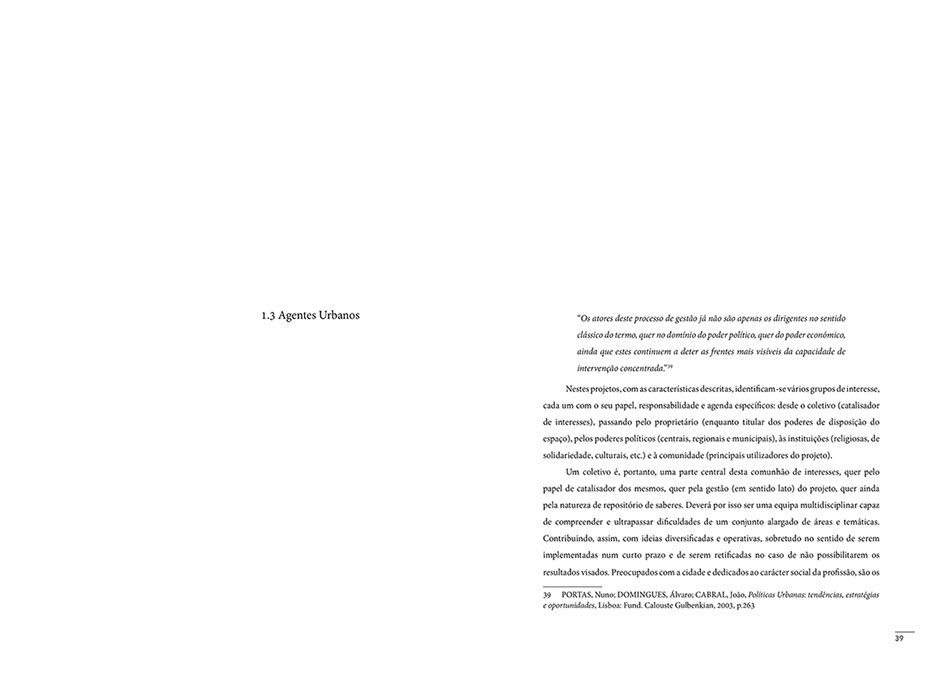 1.3 Agentes Urbanos
“Os atores deste processo de gestão já não são apenas os dirigentes no sentido
clássico do termo, quer no domínio do poder político, quer do poder económico,
ainda que estes continuem a deter as frentes mais visíveis da capacidade de
intervenção concentrada.”39
Nestes projetos, com as características descritas, identificam-se vários grupos de interesse,
cada um com o seu papel, responsabilidade e agenda específicos: desde o coletivo (catalisador
de interesses), passando pelo proprietário (enquanto titular dos poderes de disposição do
espaço), pelos poderes políticos (centrais, regionais e municipais), às instituições (religiosas, de
solidariedade, culturais, etc.) e à comunidade (principais utilizadores do projeto).
Um coletivo é, portanto, uma parte central desta comunhão de interesses, quer pelo
papel de catalisador dos mesmos, quer pela gestão (em sentido lato) do projeto, quer ainda
pela natureza de repositório de saberes. Deverá por isso ser uma equipa multidisciplinar capaz
de compreender e ultrapassar dificuldades de um conjunto alargado de áreas e temáticas.
Contribuindo, assim, com ideias diversificadas e operativas, sobretudo no sentido de serem
implementadas num curto prazo e de serem retificadas no caso de não possibilitarem os
resultados visados. Preocupados com a cidade e dedicados ao carácter social da profissão, são os
39 PORTAS, Nuno; DOMINGUES, Álvaro; CABRAL, João, Políticas Urbanas: tendências, estratégias
e oportunidades, Lisboa: Fund. Calouste Gulbenkian, 2003, p.263
39